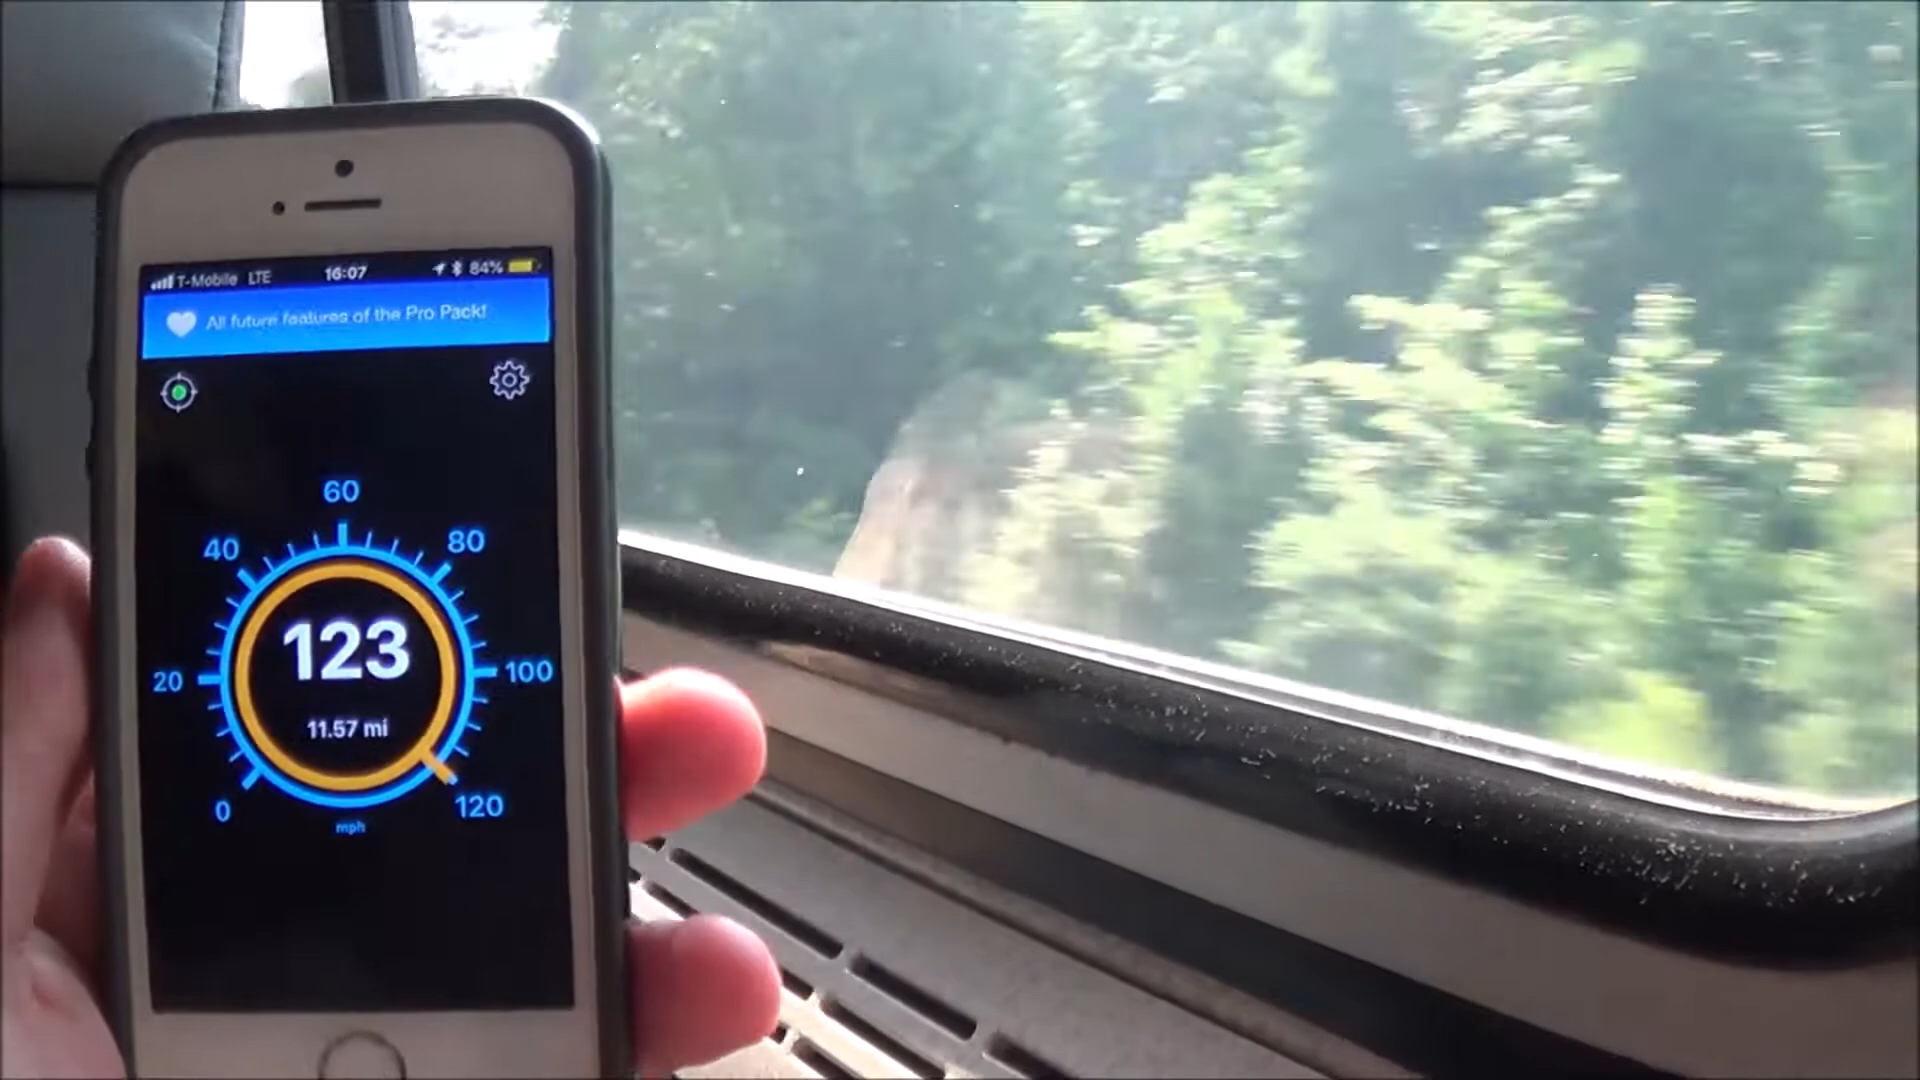 T-Mobile LTE 16:07 84%
All future features of the Pro Pack!
60
40 80
123
20 100
11.57 mi
0 120
mph